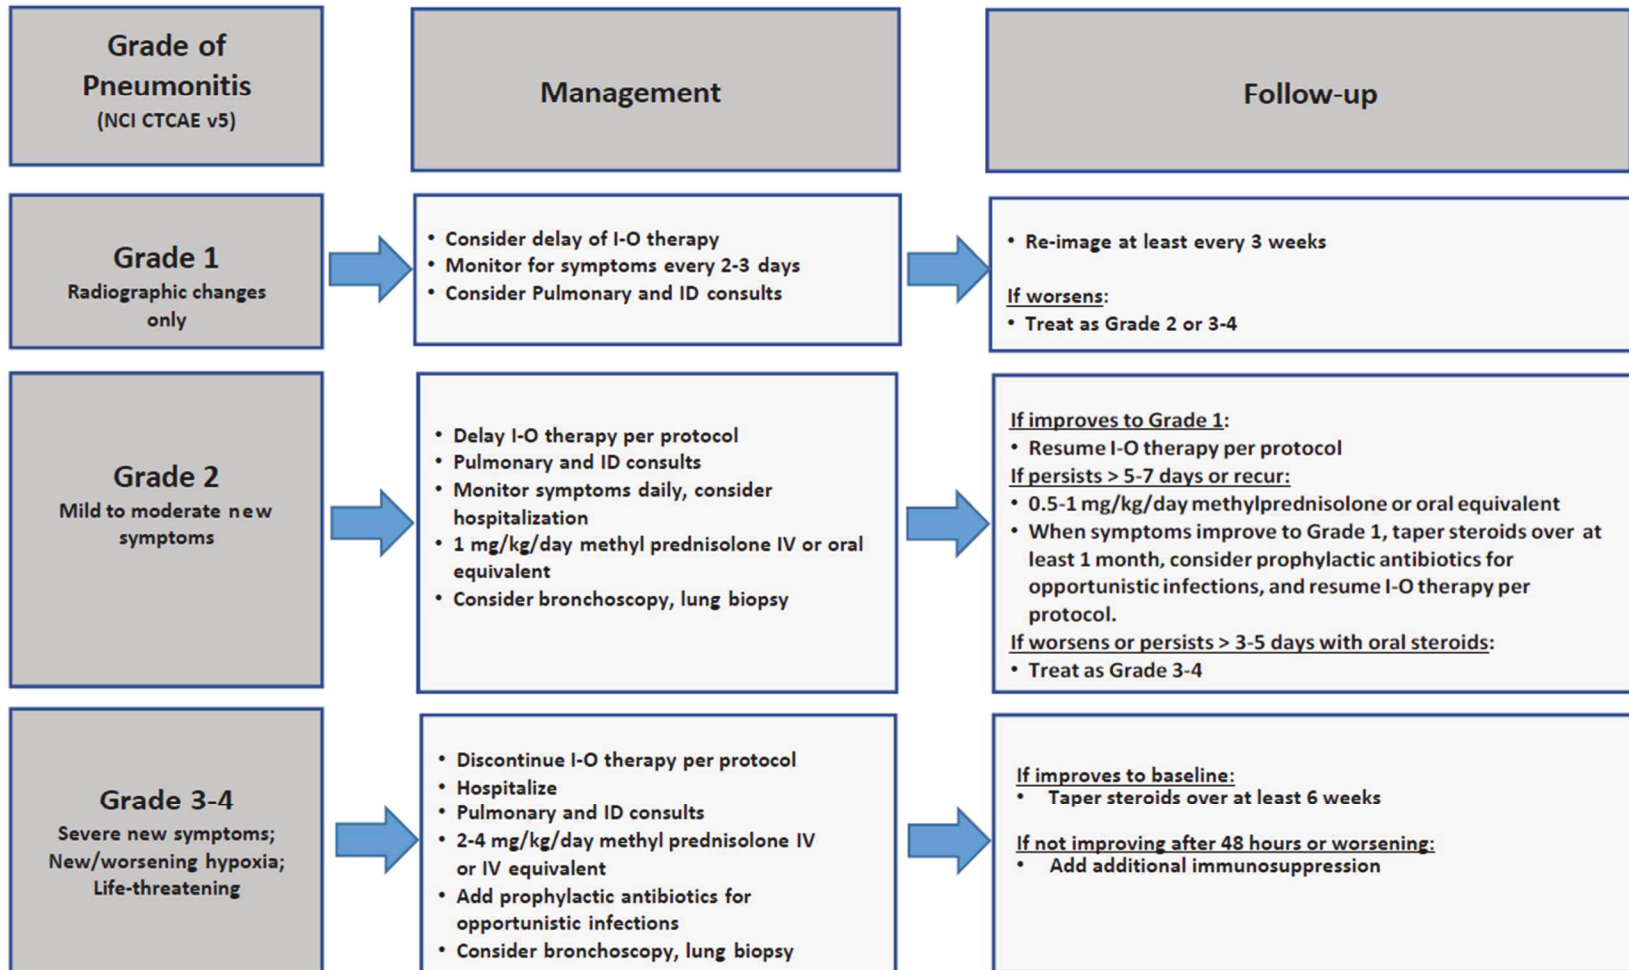 Grade of
Pneumonitis
(NCI CTCAE v5)
Management
Follow-up
Grade 1
Radiographic changes
only
• Consider delay of I-O therapy
• Monitor for symptoms every 2-3 days
• Consider Pulmonary and ID consults
• Re-image at least every 3 weeks
If worsens:
• Treat as Grade 2 or 3-4
Grade 2
Mild to moderate new
symptoms
• Delay I-O therapy per protocol
• Pulmonary and ID consults
• Monitor symptoms daily, consider
hospitalization
• 1 mg/kg/day methyl prednisolone IV or oral
equivalent
• Consider bronchoscopy, lung biopsy
If improves to Grade 1:
• Resume I-O therapy per protocol
If persists > 5-7 days or recur:
• 0.5-1 mg/kg/day methylprednisolone or oral equivalent
• When symptoms improve to Grade 1, taper steroids over at
least 1 month, consider prophylactic antibiotics for
opportunistic infections, and resume I-O therapy per
protocol.
If worsens or persists > 3-5 days with oral steroids:
• Treat as Grade 3-4
Grade 3-4
Severe new symptoms;
New/worsening hypoxia;
Life-threatening
• Discontinue I-O therapy per protocol
• Hospitalize
• Pulmonary and ID consults
• 2-4 mg/kg/day methyl prednisolone IV
or IV equivalent
• Add prophylactic antibiotics for
opportunistic infections
• Consider bronchoscopy, lung biopsy
If improves to baseline:
• Taper steroids over at least 6 weeks
If not improving after 48 hours or worsening:
• Add additional immunosuppression